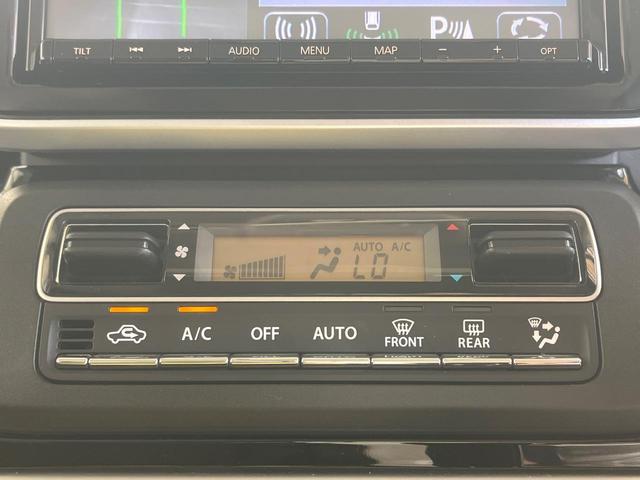 P
TILT AUDIO MENU MAP − + OPT
AUTO A/C
LO
A/C OFF AUTO FRONT REAR